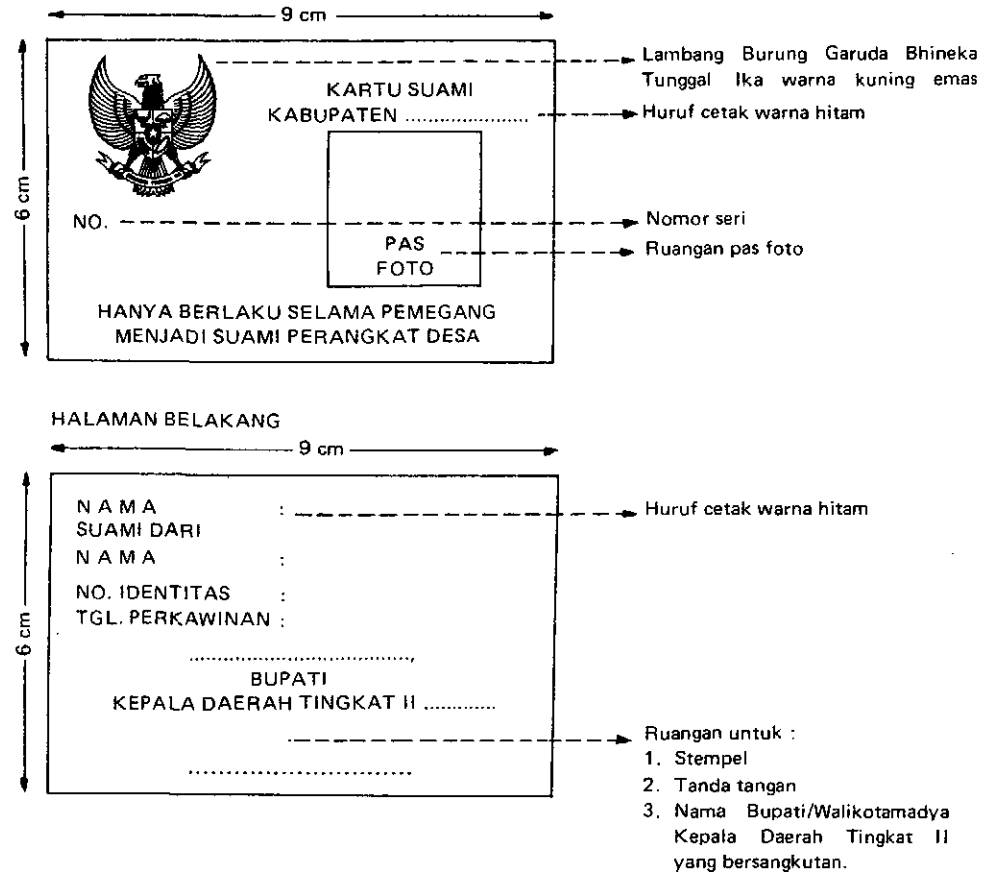 9 cm
Lambang Burung Garuda Bhineka
Tunggal Ika warna kuning emas
KARTU SUAMI
KABUPATEN .....................
Huruf cetak warna hitam
6 cm
NO.
Nomor seri
PAS
FOTO
Ruangan pas foto
HANYA BERLAKU SELAMA PEMEGANG
MENJADI SUAMI PERANGKAT DESA
HALAMAN BELAKANG
9 cm
N A M A :
Huruf cetak warna hitam
SUAMI DARI
N A M A :
6 cm
NO. IDENTITAS :
TGL. PERKAWINAN :
......................................,
BUPATI
KEPALA DAERAH TINGKAT II ............
Ruangan untuk :
1. Stempel
......................................
2. Tanda tangan
3. Nama Bupati/Walikotamadya
Kepala Daerah Tingkat II
yang bersangkutan.